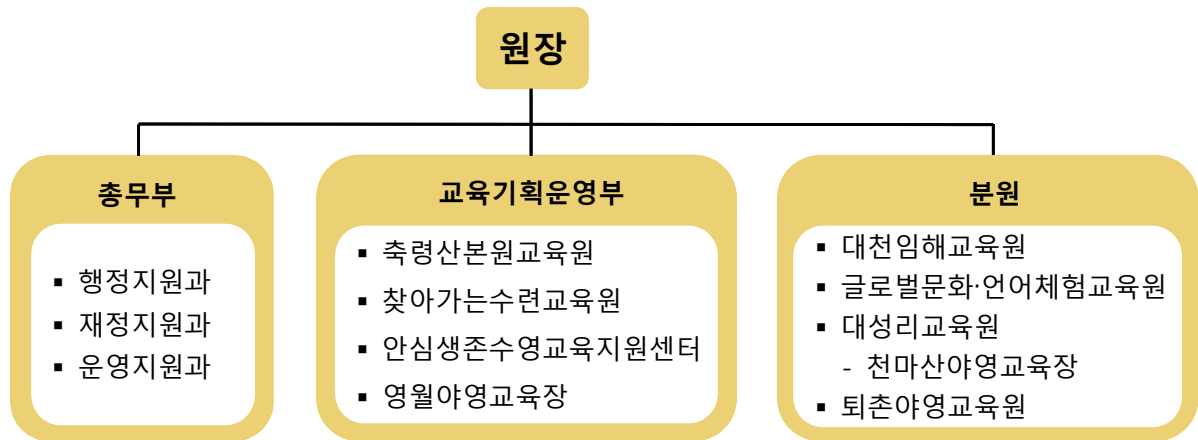 원장
총무부
▪ 행정지원과
▪ 재정지원과
▪ 운영지원과
교육기획운영부
▪ 축령산본원교육원
▪ 찾아가는수련교육원
▪ 안심생존수영교육지원센터
▪ 영월야영교육장
분원
▪ 대천임해교육원
▪ 글로벌문화·언어체험교육원
▪ 대성리교육원
- 천마산야영교육장
▪ 퇴촌야영교육원